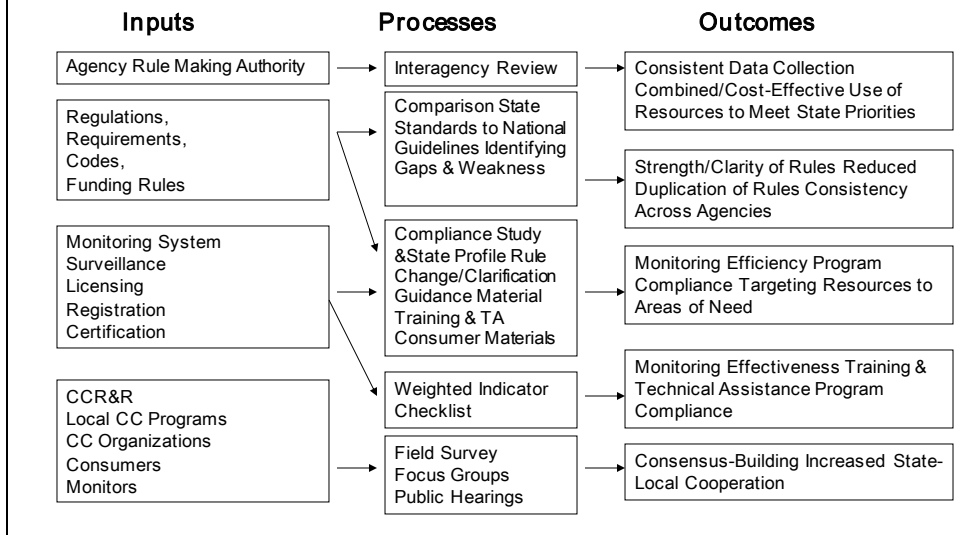 Inputs
Processes
Outcomes
Agency Rule Making Authority
Interagency Review
Consistent Data Collection
Combined/Cost-Effective Use of
Resources to Meet State Priorities
Regulations,
Requirements,
Codes,
Funding Rules
Comparison State
Standards to National
Guidelines Identifying
Gaps & Weakness
Strength/Clarity of Rules Reduced
Duplication of Rules Consistency
Across Agencies
Monitoring System
Surveillance
Licensing
Registration
Certification
Compliance Study
&State Profile Rule
Change/Clarification
Guidance Material
Training & TA
Consumer Materials
Monitoring Efficiency Program
Compliance Targeting Resources to
Areas of Need
Weighted Indicator
Checklist
Monitoring Effectiveness Training &
Technical Assistance Program
Compliance
CCR&R
Local CC Programs
CC Organizations
Consumers
Monitors
Field Survey
Focus Groups
Public Hearings
Consensus-Building Increased State-
Local Cooperation